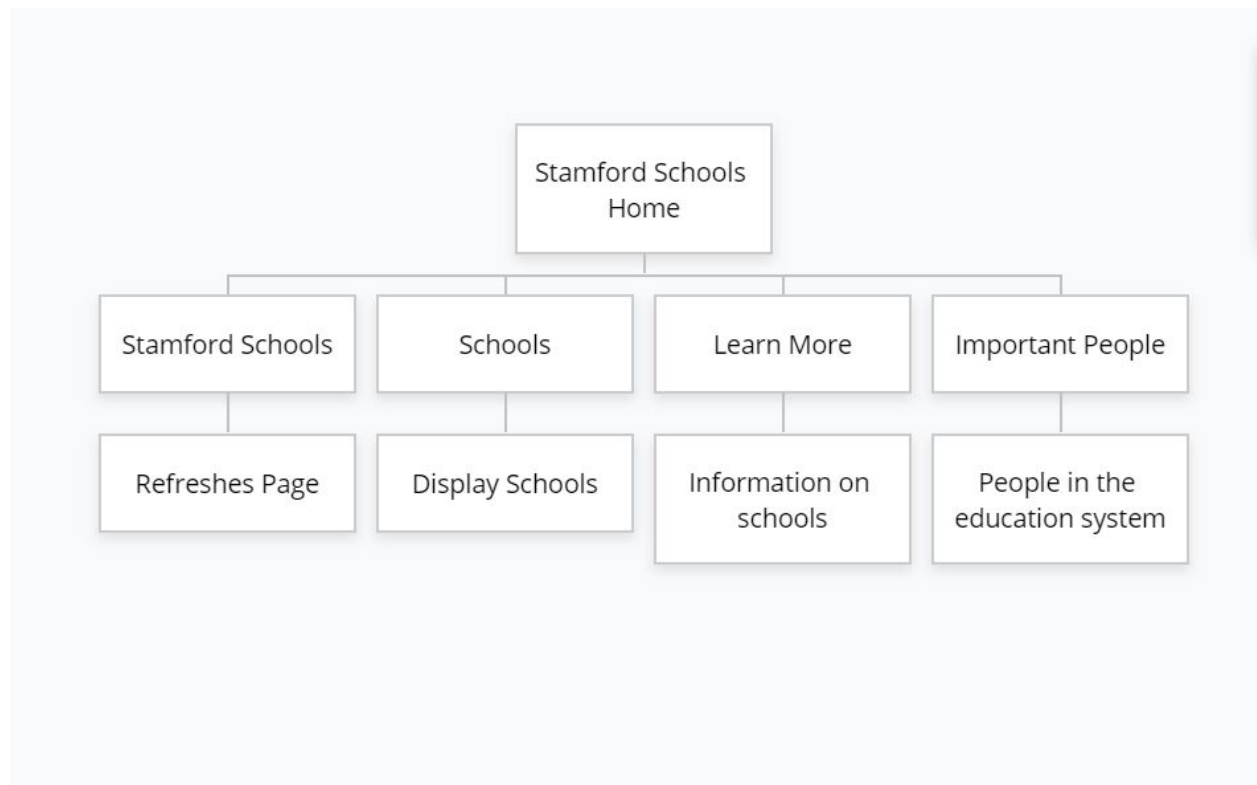 Stamford Schools
Home
Stamford Schools
Schools
Learn More
Important People
Refreshes Page
Display Schools
Information on
schools
People in the
education system